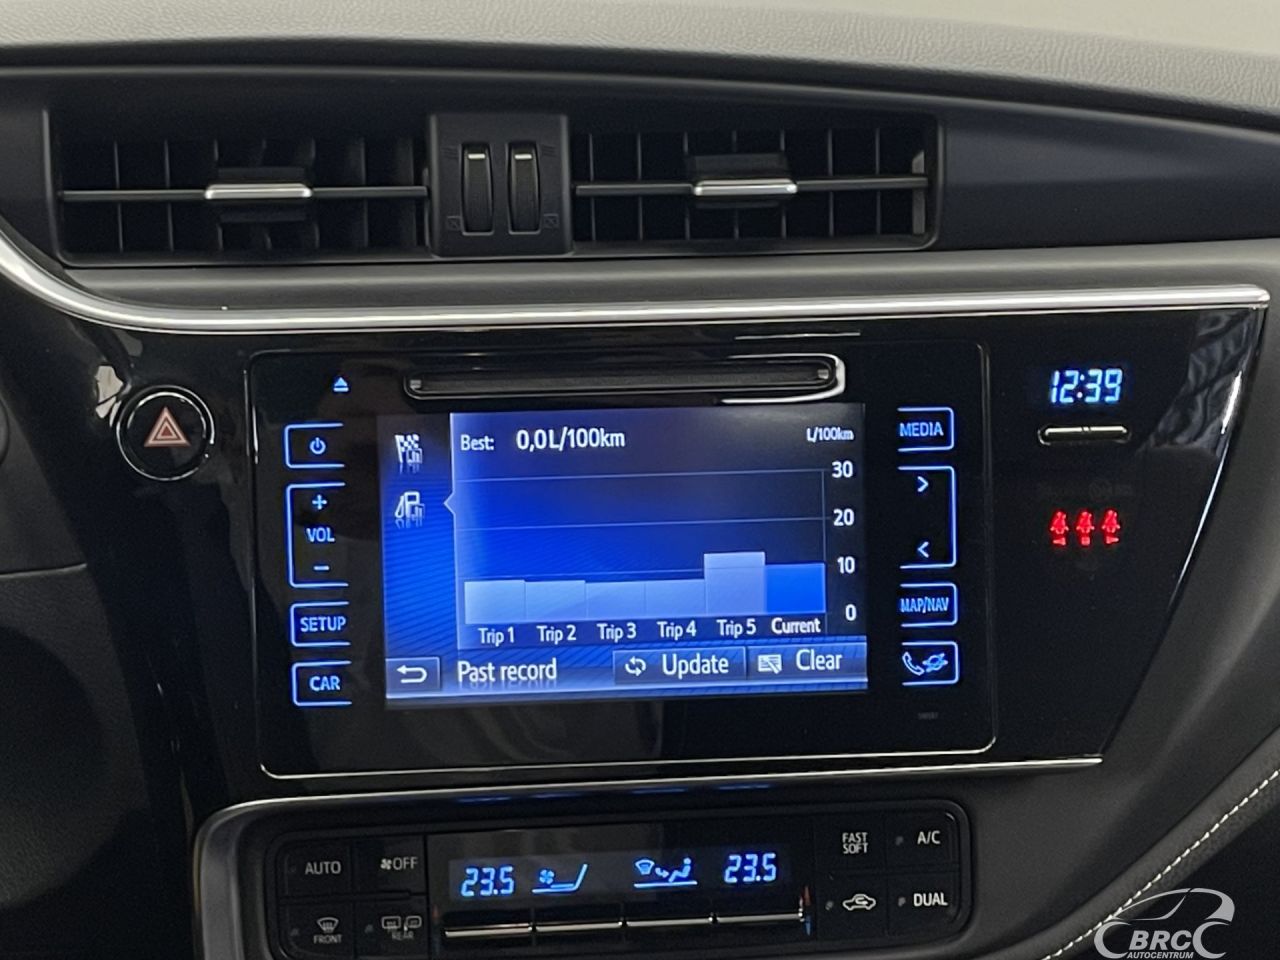 12:39
MEDIA
Best: 0,0L/100km
L/100km
30
20
10
0
VOL
SETUP
CAR
MAP/NAV
Trip 1 Trip 2 Trip 3 Trip 4 Trip 5 Current
Past record Update Clear
AUTO
OFF
23.5
23.5
FAST
SOFT
A/C
FRONT
REAR
DUAL
BRC
AUTOCENTRUM